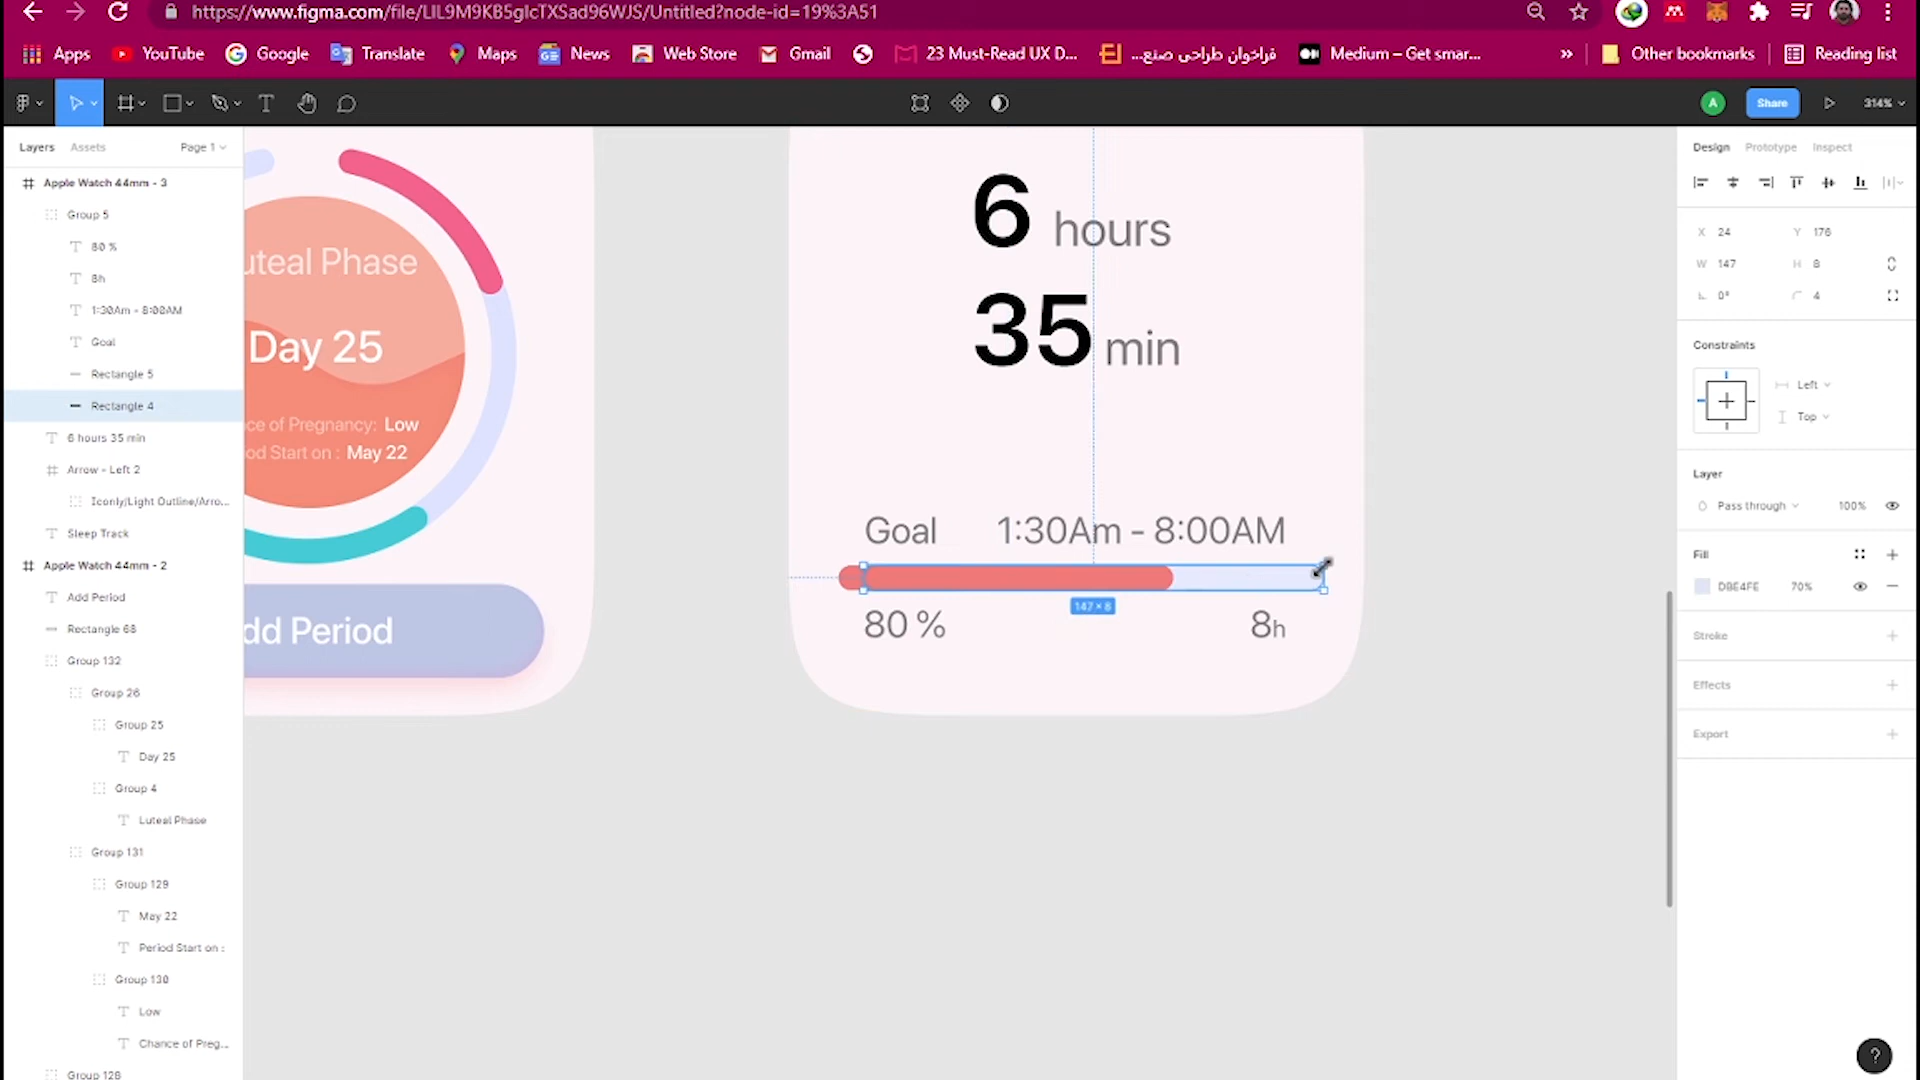 https://www.figma.com/file/LlL9M9KB5glcTXSad96WJS/Untitled?node-id=19%3A51
Apps YouTube Google Translate Maps News Web Store Gmail 23 Must-Read UX D... فراخوان طراحی صنع... Medium – Get smar... » Other bookmarks Reading list
A Share 314%
Layers Assets Page 1
Design Prototype Inspect
Apple Watch 44mm - 3
Group 5
80 %
8h
1:30Am - 8:00AM
Goal
Rectangle 5
Rectangle 4
6 hours 35 min
Arrow - Left 2
Iconly/Light Outline/Arro...
Sleep Track
Apple Watch 44mm - 2
Add Period
Rectangle 68
Group 132
Group 26
Group 25
Day 25
Group 4
Luteal Phase
Group 131
Group 129
May 22
Period Start on :
Group 130
Low
Chance of Preg...
Group 128
uteal Phase
Day 25
ce of Pregnancy: Low
od Start on : May 22
dd Period
6 hours
35 min
Goal 1:30Am - 8:00AM
147 × 8
80 % 8h
X 24 Y 176
W 147 H 8
0° 4
Constraints
Left
Top
Layer
Pass through 100%
Fill
DBE4FE 70%
Stroke
Effects
Export
?